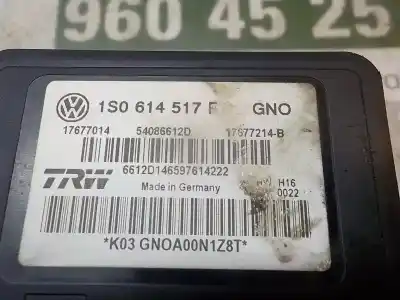 960 45 25
1S0 614 517 F GNO
17677014 54086612D 17677214-B
6612D146597614222
TRW
Made in Germany
H16
0022
*K03 GNOA00N1Z8T*